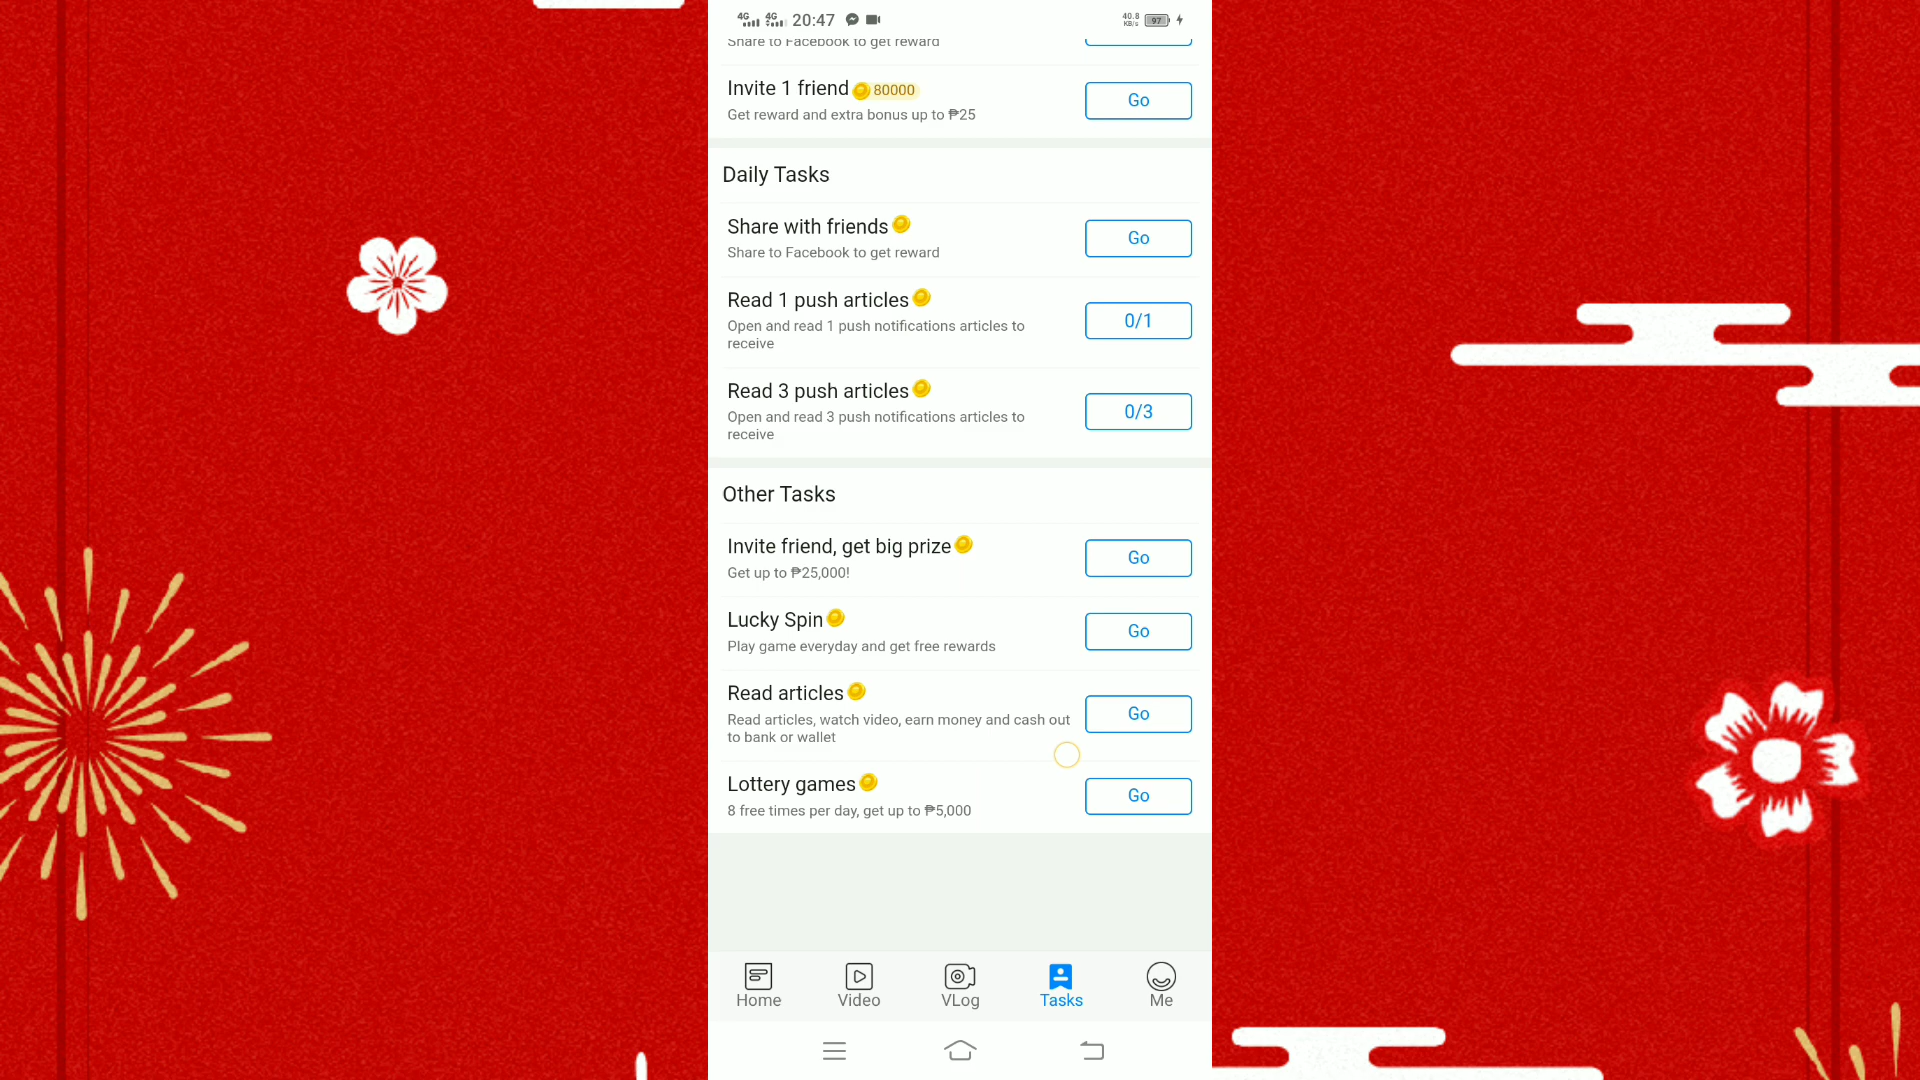 4G 4G 20:47 40.8 KB/s 97
Share to Facebook to get reward
Invite 1 friend 80000
Go
Get reward and extra bonus up to ₱25
Daily Tasks
Share with friends
Go
Share to Facebook to get reward
Read 1 push articles
0/1
Open and read 1 push notifications articles to
receive
Read 3 push articles
0/3
Open and read 3 push notifications articles to
receive
Other Tasks
Invite friend, get big prize
Go
Get up to ₱25,000!
Lucky Spin
Go
Play game everyday and get free rewards
Read articles
Go
Read articles, watch video, earn money and cash out
to bank or wallet
Lottery games
Go
8 free times per day, get up to ₱5,000
Home Video VLog Tasks Me